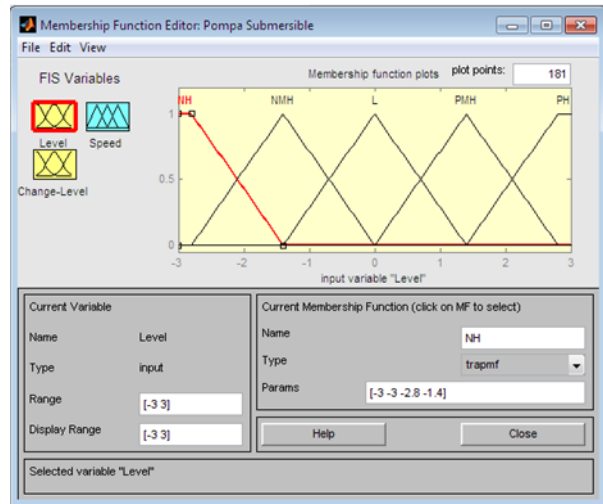 Membership Function Editor: Pompa Submersible
File Edit View
FIS Variables
Level
Speed
Change-Level
Membership function plots
plot points:
181
NH
NMH
L
PMH
PH
1
0.5
0
-3
-2
-1
0
1
2
3
input variable "Level"
Current Variable
Name
Level
Type
input
Range
[-3 3]
Display Range
[-3 3]
Current Membership Function (click on MF to select)
Name
NH
Type
trapmf
Params
[-3 -3 -2.8 -1.4]
Help
Close
Selected variable "Level"